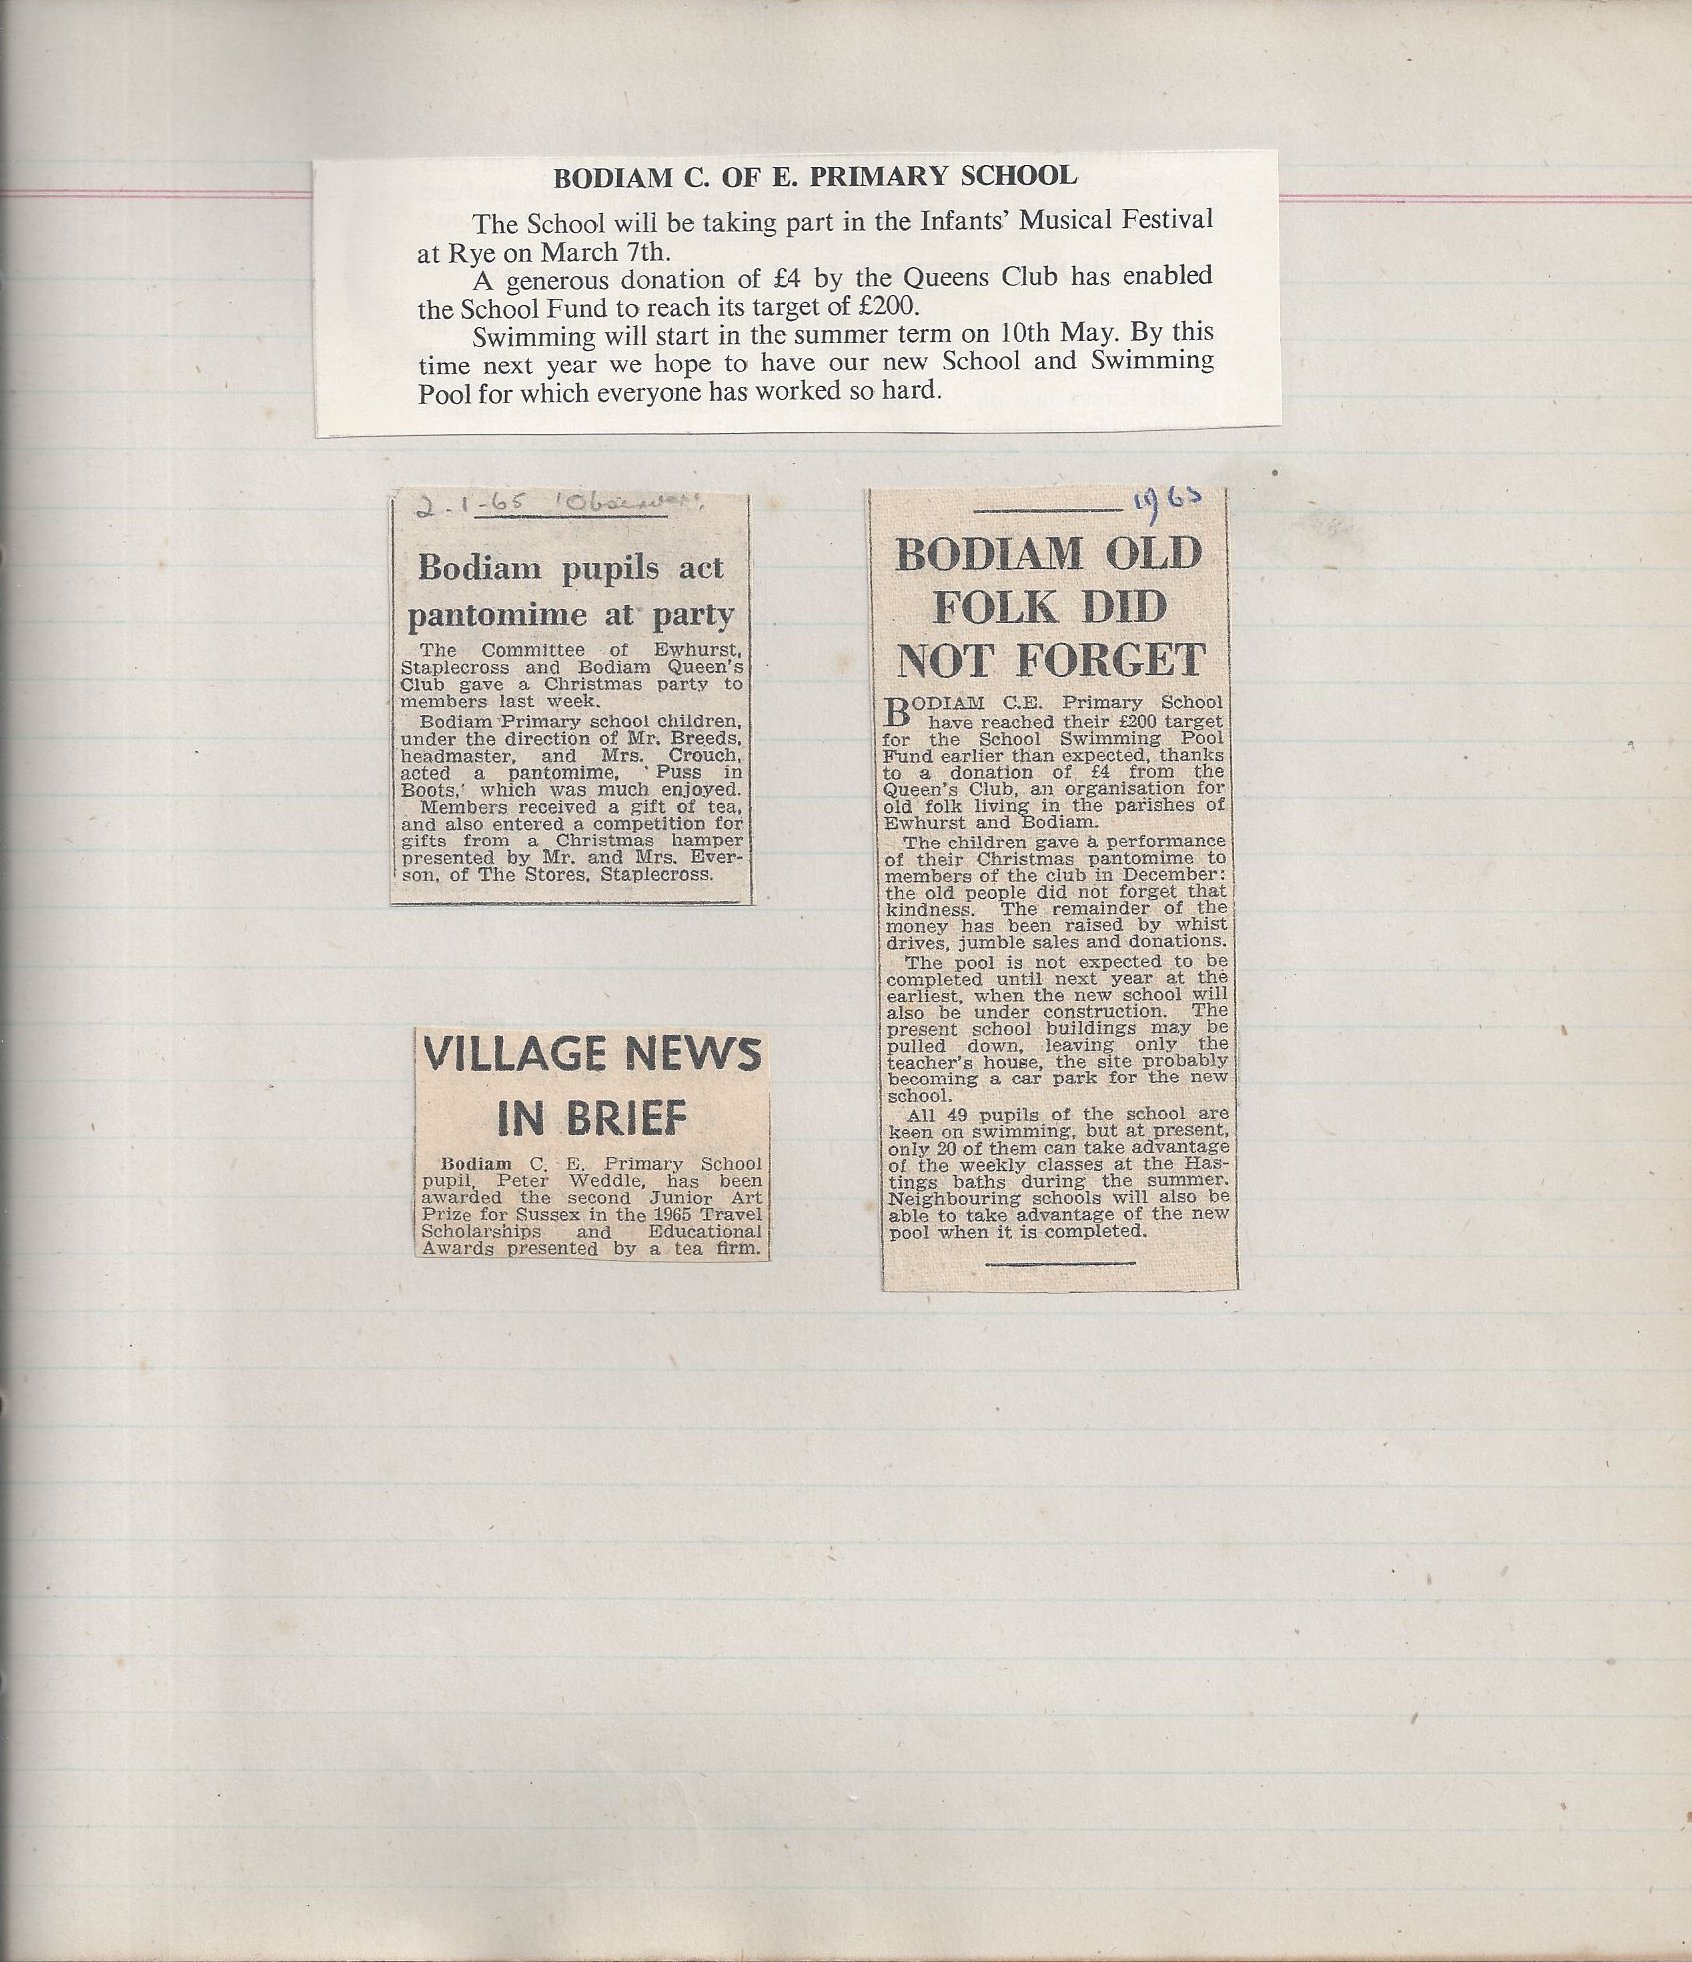 BODIAM C. OF E. PRIMARY SCHOOL
The School will be taking part in the Infants' Musical Festival
at Rye on March 7th.
A generous donation of £4 by the Queens Club has enabled
the School Fund to reach its target of £200.
Swimming will start in the summer term on 10th May. By this
time next year we hope to have our new School and Swimming
Pool for which everyone has worked so hard.
2-1-65 'Observer'
Bodiam pupils act
pantomime at party
The Committee of Ewhurst,
Staplecross and Bodiam Queen's
Club gave a Christmas party to
members last week.
Bodiam Primary school children,
under the direction of Mr. Breeds,
headmaster, and Mrs. Crouch,
acted a pantomime, 'Puss in
Boots,' which was much enjoyed.
Members received a gift of tea,
and also entered a competition for
gifts from a Christmas hamper
presented by Mr. and Mrs. Ever-
son, of The Stores, Staplecross.
VILLAGE NEWS
IN BRIEF
Bodiam C. E. Primary School
pupil, Peter Weddle, has been
awarded the second Junior Art
Prize for Sussex in the 1965 Travel
Scholarships and Educational
Awards presented by a tea firm.
1965
BODIAM OLD
FOLK DID
NOT FORGET
BODIAM C.E. Primary School
have reached their £200 target
for the School Swimming Pool
Fund earlier than expected, thanks
to a donation of £4 from the
Queen's Club, an organisation for
old folk living in the parishes of
Ewhurst and Bodiam.
The children gave a performance
of their Christmas pantomime to
members of the club in December:
the old people did not forget that
kindness. The remainder of the
money has been raised by whist
drives, jumble sales and donations.
The pool is not expected to be
completed until next year at the
earliest, when the new school will
also be under construction. The
present school buildings may be
pulled down, leaving only the
teacher's house, the site probably
becoming a car park for the new
school.
All 49 pupils of the school are
keen on swimming, but at present,
only 20 of them can take advantage
of the weekly classes at the Has-
tings baths during the summer.
Neighbouring schools will also be
able to take advantage of the new
pool when it is completed.